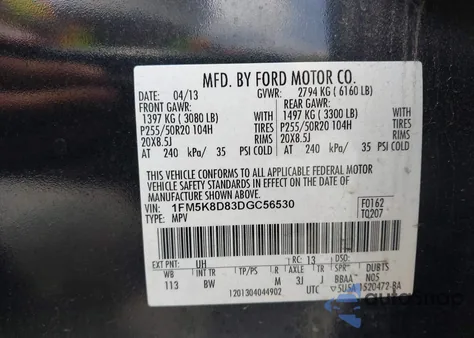 MFD. BY FORD MOTOR CO.
DATE: 04/13 GVWR: 2794 KG (6160 LB)
FRONT GAWR: REAR GAWR:
1397 KG (3080 LB) 1497 KG (3300 LB) WITH
P255/50R20 104H TIRES P255/50R20 104H TIRES
20X8.5J RIMS 20X8.5J RIMS
AT 240 kPa/ 35 PSI COLD AT 240 kPa/ 35 PSI COLD
THIS VEHICLE CONFORMS TO ALL APPLICABLE FEDERAL MOTOR
VEHICLE SAFETY STANDARDS IN EFFECT ON THE DATE OF
MANUFACTURE SHOWN ABOVE.
VIN: 1FM5K8D83DGC56530 F0162
TYPE: MPV TQ207
EXT PNT: UH RC: 13 DSO:
WB INT TR TP/PS R AXLE TR SPR DUBTS
113 BW M 3J J BBAA N05
1201304044902 UTC